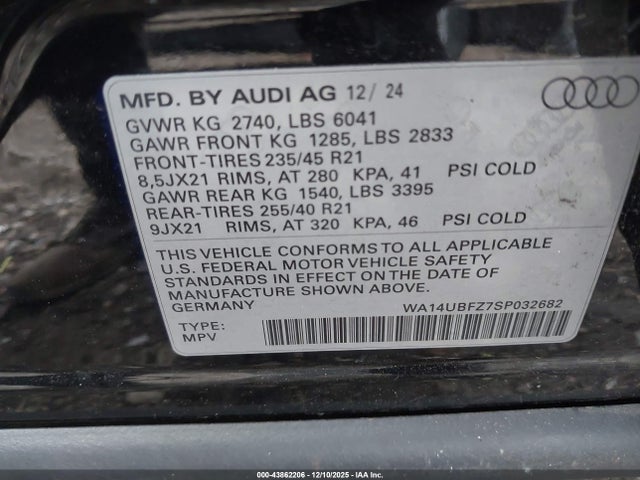 MFD. BY AUDI AG 12/ 24
GVWR KG 2740, LBS 6041
GAWR FRONT KG 1285, LBS 2833
FRONT-TIRES 235/45 R21
8,5JX21 RIMS, AT 280 KPA, 41 PSI COLD
GAWR REAR KG 1540, LBS 3395
REAR-TIRES 255/40 R21
9JX21 RIMS, AT 320 KPA, 46 PSI COLD
THIS VEHICLE CONFORMS TO ALL APPLICABLE
U.S. FEDERAL MOTOR VEHICLE SAFETY
STANDARDS IN EFFECT ON THE DATE OF
MANUFACTURE SHOWN ABOVE.
GERMANY WA14UBFZ7SP032682
TYPE:
MPV
000-43862206 - 12/10/2025 - IAAI.com